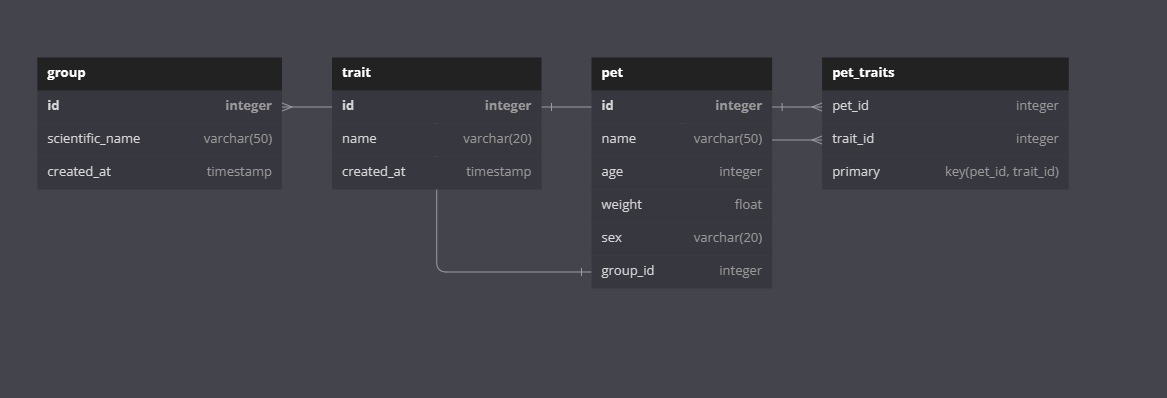 group
id integer
scientific_name varchar(50)
created_at timestamp
trait
id integer
name varchar(20)
created_at timestamp
pet
id integer
name varchar(50)
age integer
weight float
sex varchar(20)
group_id integer
pet_traits
pet_id integer
trait_id integer
primary key(pet_id, trait_id)